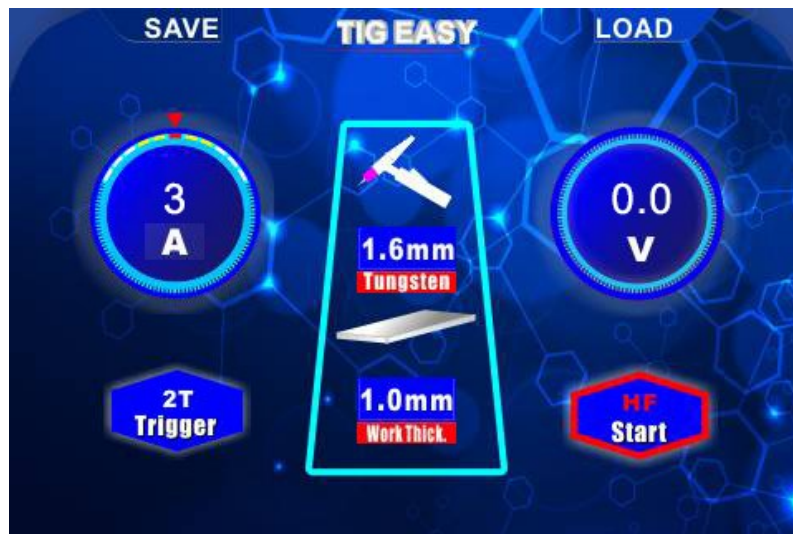 SAVE
TIG EASY
LOAD
3
A
0.0
V
1.6mm
Tungsten
2T
Trigger
1.0mm
Work Thick.
HF
Start